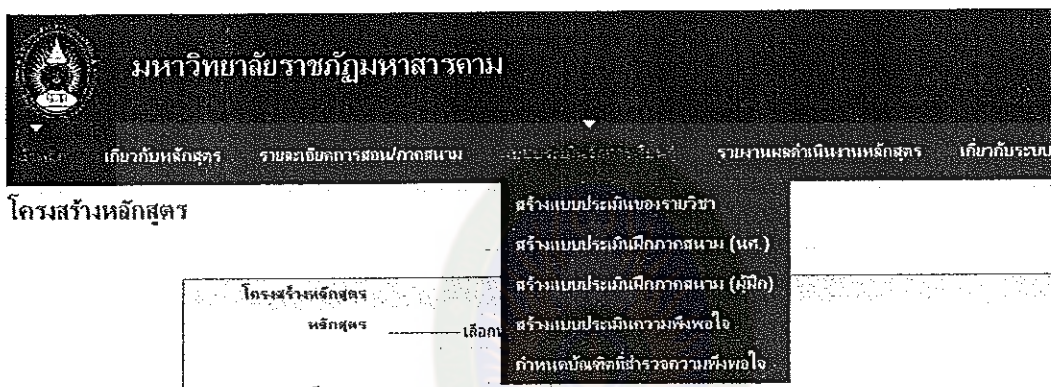 มหาวิทยาลัยราชภัฏมหาสารคาม
เกี่ยวกับหลักสูตร รายละเอียดการสอน/ภาคสนาม รายงานผลดำเนินงานหลักสูตร เกี่ยวกับระบบ
โครงสร้างหลักสูตร
สร้างแบบประเมินของรายวิชา
สร้างแบบประเมินฝึกภาคสนาม (นศ.)
โครงสร้างหลักสูตร
สร้างแบบประเมินฝึกภาคสนาม (ผู้ฝึก)
หลักสูตร
สร้างแบบประเมินความพึงพอใจ
กำหนดบัณฑิตที่สำรวจความพึงพอใจ